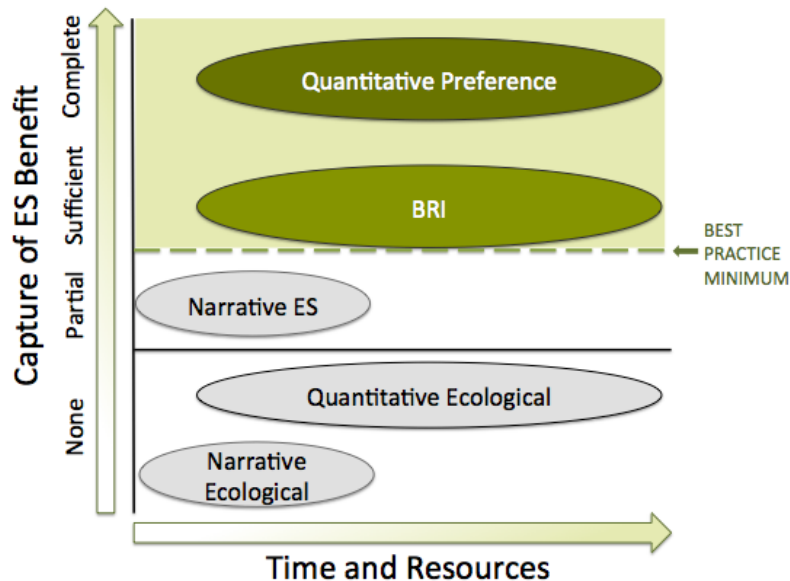 Capture of ES Benefit
Complete
Sufficient
Partial
None
Quantitative Preference
BRI
BEST
PRACTICE
MINIMUM
Narrative ES
Quantitative Ecological
Narrative
Ecological
Time and Resources